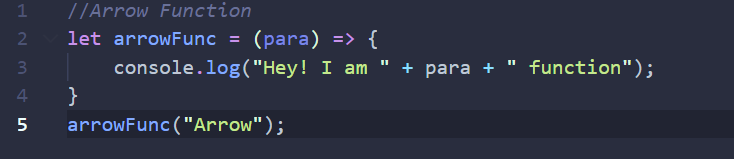 1 //Arrow Function
2 let arrowFunc = (para) => {
3 console.log("Hey! I am " + para + " function");
4 }
5 arrowFunc("Arrow");